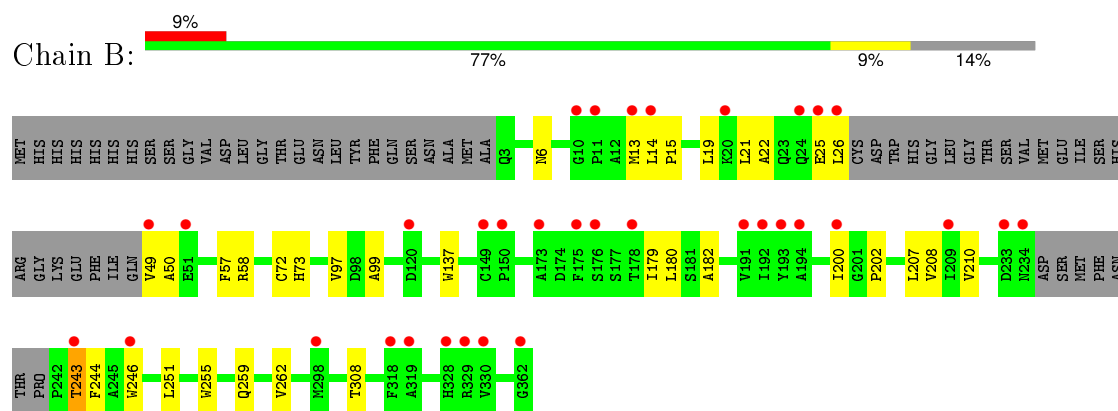 9%
Chain B:
77%
9%
14%
MET HIS HIS HIS HIS HIS HIS SER SER GLY VAL ASP LEU GLY THR GLU ASN LEU TYR PHE GLN SER ASN ALA MET ALA Q3 N6 G10 P11 A12 M13 L14 P15 L19 K20 L21 A22 Q23 Q24 E25 L26 CYS ASP TRP HIS GLY LEU GLY THR SER VAL MET GLU ILE SER HIS
ARG GLY LYS GLU PHE ILE GLN V49 A50 E51 F57 R58 C72 H73 V97 D98 A99 D120 W137 C149 P150 A173 D174 F175 S176 S177 T178 I179 L180 S181 A182 V191 I192 Y193 A194 I200 G201 P202 L207 V208 I209 V210 D233 N234 ASP SER MET PHE ASN
THR PRO P242 T243 F244 A245 W246 L251 W255 Q259 V262 M298 T308 F318 A319 H328 R329 V330 G362